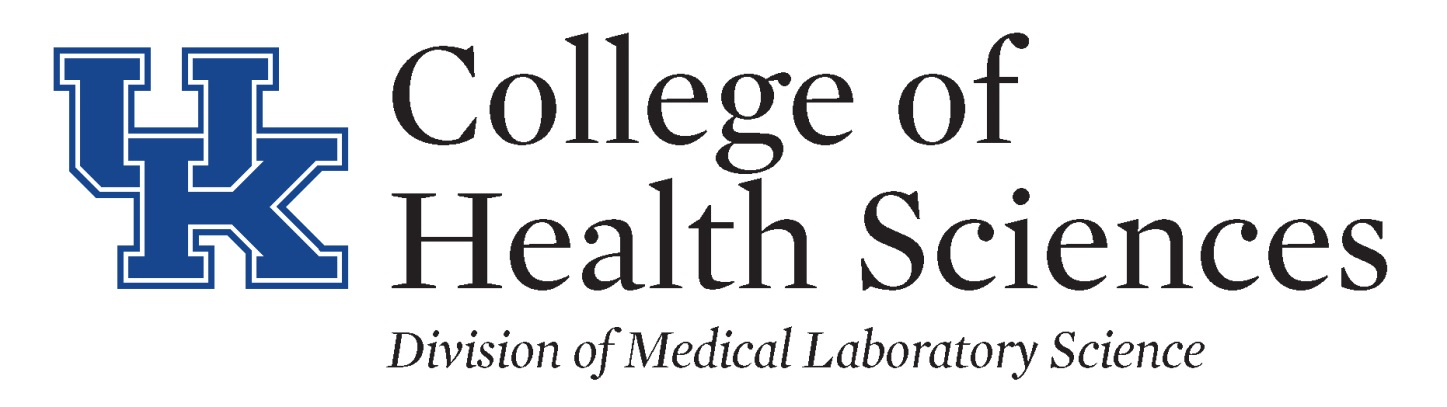 UK
College of
Health Sciences
Division of Medical Laboratory Science